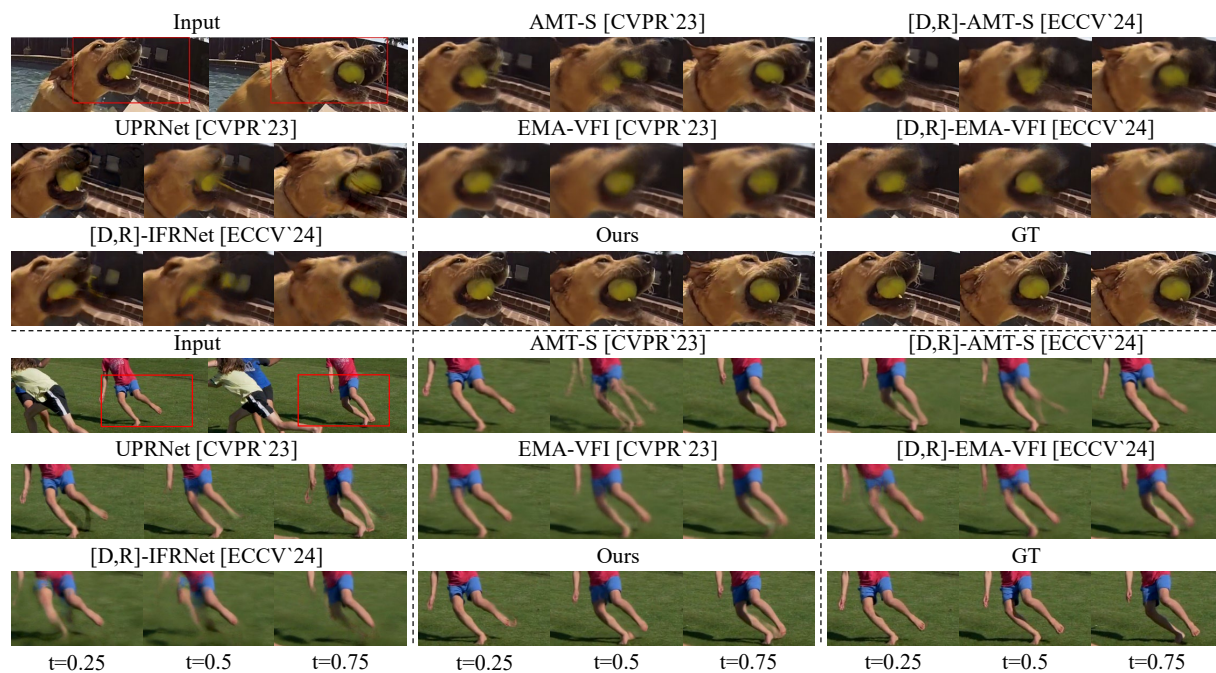 Input
AMT-S [CVPR`23]
[D,R]-AMT-S [ECCV`24]
UPRNet [CVPR`23]
EMA-VFI [CVPR`23]
[D,R]-EMA-VFI [ECCV`24]
[D,R]-IFRNet [ECCV`24]
Ours
GT
Input
AMT-S [CVPR`23]
[D,R]-AMT-S [ECCV`24]
UPRNet [CVPR`23]
EMA-VFI [CVPR`23]
[D,R]-EMA-VFI [ECCV`24]
[D,R]-IFRNet [ECCV`24]
Ours
GT
t=0.25 t=0.5 t=0.75 t=0.25 t=0.5 t=0.75 t=0.25 t=0.5 t=0.75